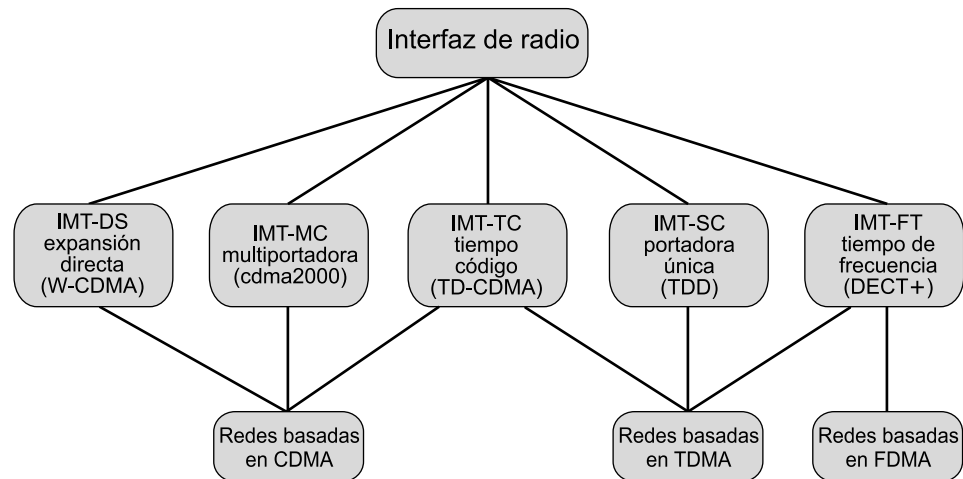 Interfaz de radio
IMT-DS
expansión
directa
(W-CDMA)
IMT-MC
multiportadora
(cdma2000)
IMT-TC
tiempo
código
(TD-CDMA)
IMT-SC
portadora
única
(TDD)
IMT-FT
tiempo de
frecuencia
(DECT+)
Redes basadas
en CDMA
Redes basadas
en TDMA
Redes basadas
en FDMA